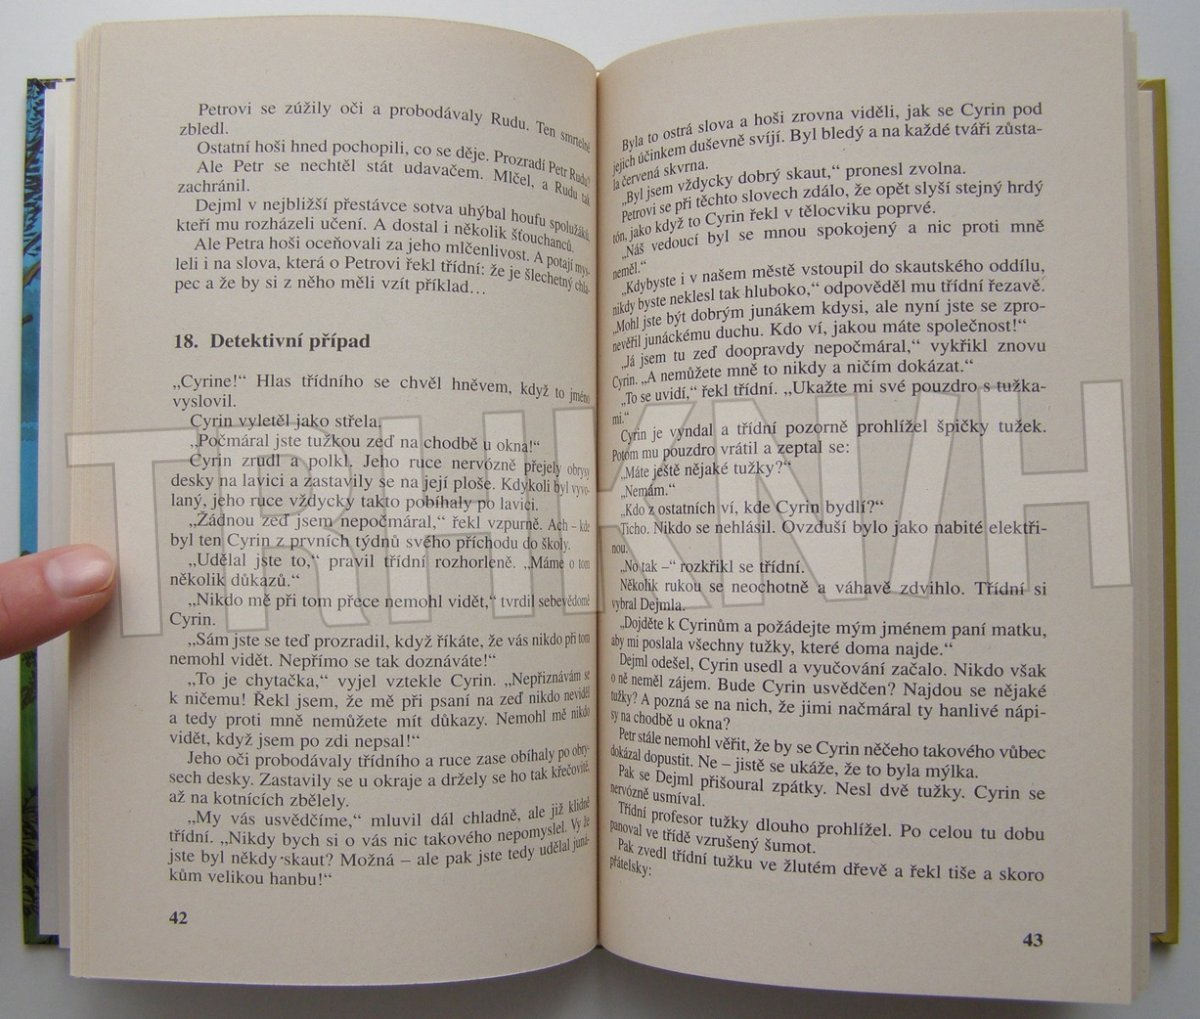 Petrovi se zúžily oči a probodávaly Rudu. Ten smrtelně
zbledl.
Ostatní hoši hned pochopili, co se děje. Prozradí Petr Rudu?
Ale Petr se nechtěl stát udavačem. Mlčel, a Rudu tak
zachránil.
Dejml v nejbližší přestávce sotva uhýbal houfu spolužáků,
kteří mu rozházeli učení. A dostal i několik šťouchanců.
Ale Petra hoši oceňovali za jeho mlčenlivost. A potají mys-
leli i na slova, která o Petrovi řekl třídní: že je šlechetný chla-
pec a že by si z něho měli vzít příklad…
18. Detektivní případ
„Cyrine!“ Hlas třídního se chvěl hněvem, když to jméno
vyslovil.
Cyrin vyletěl jako střela.
„Počmáral jste tužkou zeď na chodbě u okna!“
Cyrin zrudl a polkl. Jeho ruce nervózně přejely obrysy
desky na lavici a zastavily se na její ploše. Kdykoli byl vyvo-
laný, jeho ruce vždycky takto pobíhaly po lavici.
„Žádnou zeď jsem nepočmáral,“ řekl vzpurně. Ach – kde
byl ten Cyrin z prvních týdnů svého příchodu do školy.
„Udělal jste to,“ pravil třídní rozhorleně. „Máme o tom
několik důkazů.“
„Nikdo mě při tom přece nemohl vidět,“ tvrdil sebevědomě
Cyrin.
„Sám jste se teď prozradil, když říkáte, že vás nikdo při tom
nemohl vidět. Nepřímo se tak doznáváte!“
„To je chytačka,“ vyjel vztekle Cyrin. „Nepřiznávám se
k ničemu! Řekl jsem, že mě při psaní na zeď nikdo neviděl
a tedy proti mně nemůžete mít důkazy. Nemohl mě nikdo
vidět, když jsem po zdi nepsal!“
Jeho oči probodávaly třídního a ruce zase obíhaly po obry-
sech desky. Zastavily se u okraje a držely se ho tak křečovitě,
až na kotnících zbělely.
„My vás usvědčíme,“ mluvil dál chladně, ale již klidně
třídní. „Nikdy bych si o vás nic takového nepomyslel. Vy že
jste byl někdy skaut? Možná – ale pak jste tedy udělal juná-
kům velikou hanbu!“
42
Byla to ostrá slova a hoši zrovna viděli, jak se Cyrin pod
jejich účinkem duševně svíjí. Byl bledý a na každé tváři zůsta-
la červená skvrna.
„Byl jsem vždycky dobrý skaut,“ pronesl zvolna.
Petrovi se při těchto slovech zdálo, že opět slyší stejný hrdý
tón, jako když to Cyrin řekl v tělocviku poprvé.
„Náš vedoucí byl se mnou spokojený a nic proti mně
neměl.“
„Kdybyste i v našem městě vstoupil do skautského oddílu,
nikdy byste neklesl tak hluboko,“ odpověděl mu třídní řezavě.
„Mohl jste být dobrým junákem kdysi, ale nyní jste se zpro-
nevěřil junáckému duchu. Kdo ví, jakou máte společnost!“
„Já jsem tu zeď doopravdy nepočmáral,“ vykřikl znovu
Cyrin. „A nemůžete mně to nikdy a ničím dokázat.“
„To se uvidí,“ řekl třídní. „Ukažte mi své pouzdro s tužka-
mi.“
Cyrin je vyndal a třídní pozorně prohlížel špičky tužek.
Potom mu pouzdro vrátil a zeptal se:
„Máte ještě nějaké tužky?“
„Nemám.“
„Kdo z ostatních ví, kde Cyrin bydlí?“
Ticho. Nikdo se nehlásil. Ovzduší bylo jako nabité elektři-
nou.
„No tak –“ rozkřikl se třídní.
Několik rukou se neochotně a váhavě zdvihlo. Třídní si
vybral Dejmla.
„Dojděte k Cyrinům a požádejte mým jménem paní matku,
aby mi poslala všechny tužky, které doma najde.“
Dejml odešel, Cyrin usedl a vyučování začalo. Nikdo však
o ně neměl zájem. Bude Cyrin usvědčen? Najdou se nějaké
tužky? A pozná se na nich, že jimi načmáral ty hanlivé nápi-
sy na chodbě u okna?
Petr stále nemohl věřit, že by se Cyrin něčeho takového vůbec
dokázal dopustit. Ne – jistě se ukáže, že to byla mýlka.
Pak se Dejml přišoural zpátky. Nesl dvě tužky. Cyrin se
nervózně usmíval.
Třídní profesor tužky dlouho prohlížel. Po celou tu dobu
panoval ve třídě vzrušený šumot.
Pak zvedl třídní tužku ve žlutém dřevě a řekl tiše a skoro
přátelsky:
43
TRHKNIH